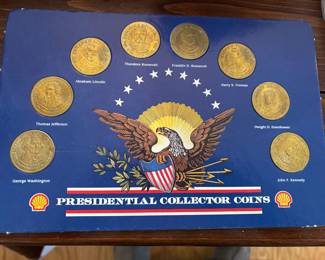 Theodore Roosevelt
Franklin D. Roosevelt
Abraham Lincoln
Harry S. Truman
Thomas Jefferson
Dwight D. Eisenhower
George Washington
John F. Kennedy
PRESIDENTIAL COLLECTOR COINS